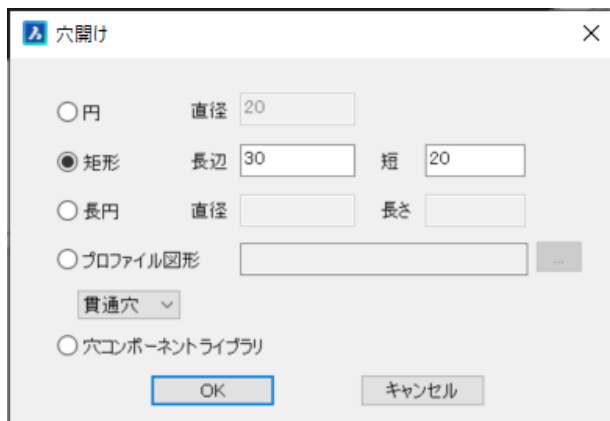 穴開け
円 直径 20
矩形 長辺 30 短 20
長円 直径 長さ
プロファイル図形 ...
貫通穴
穴コンポーネントライブラリ
OK キャンセル